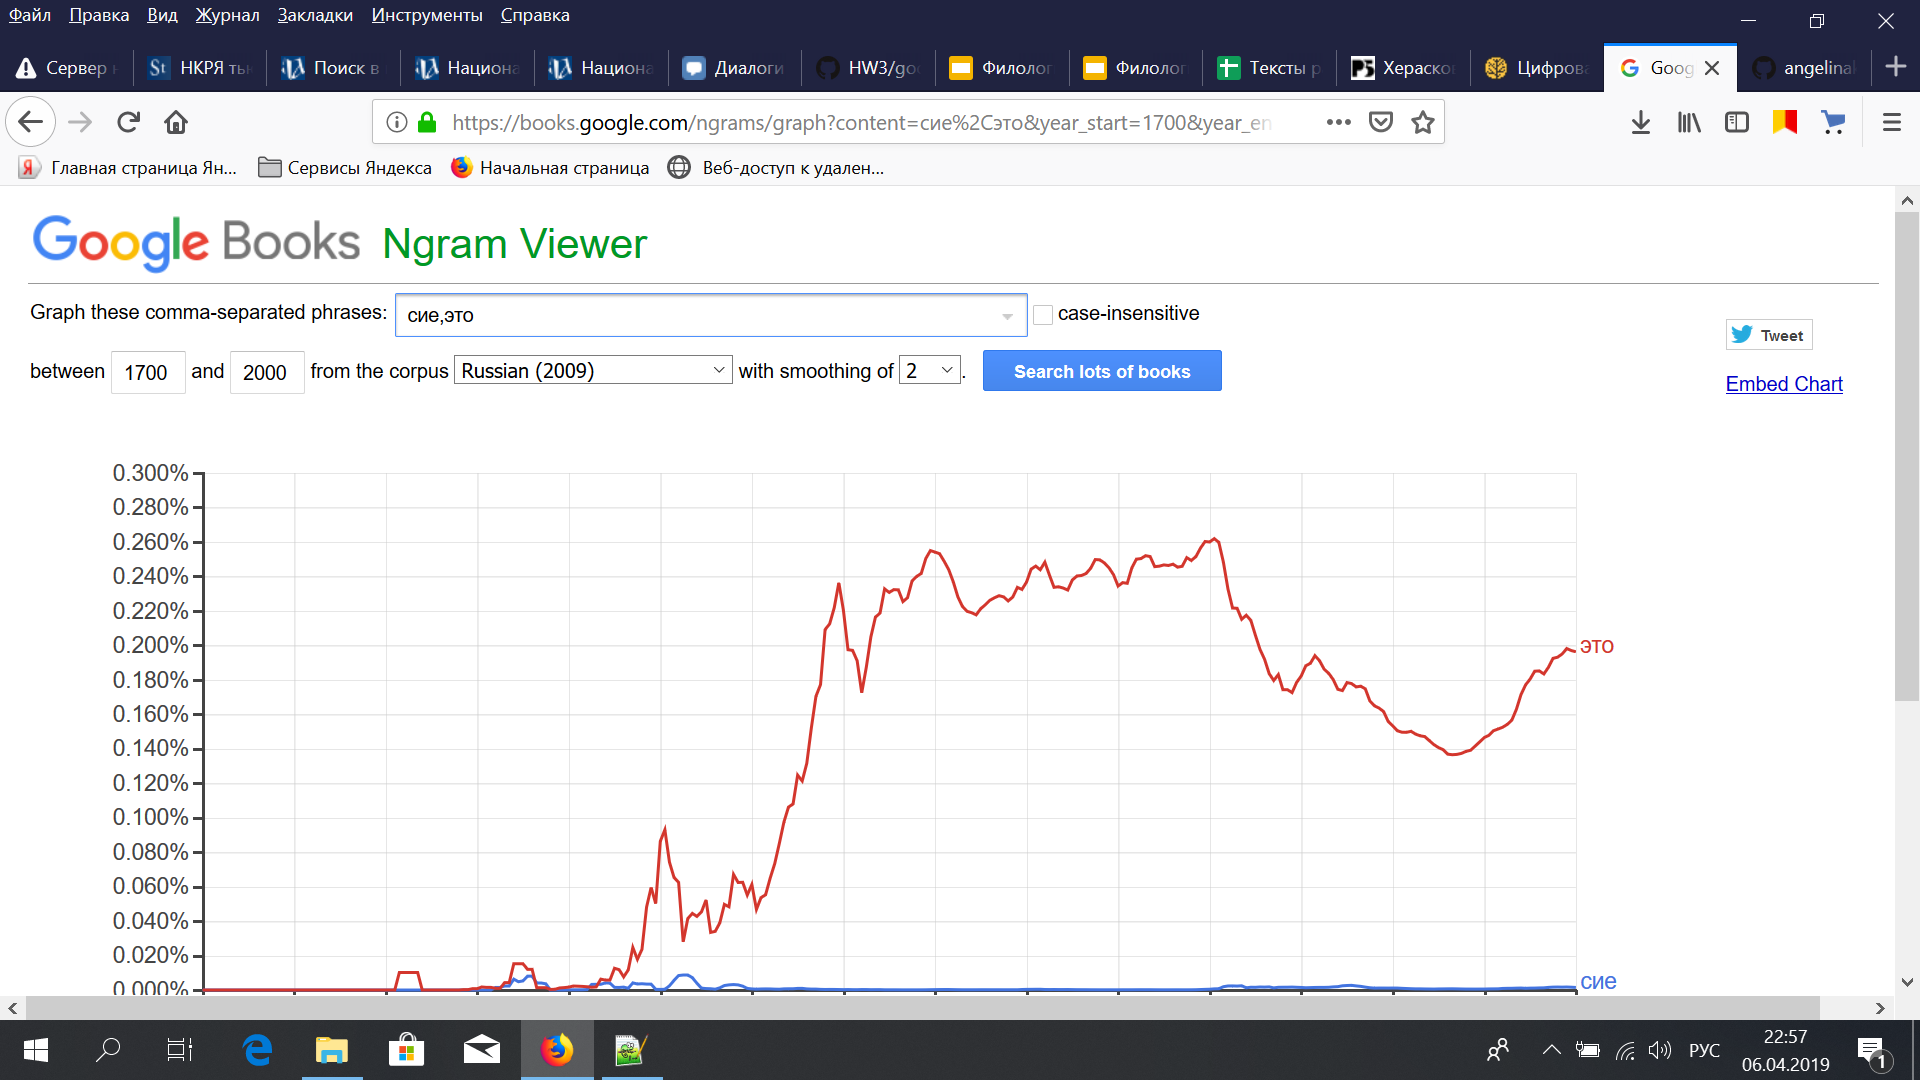 Файл Правка Вид Журнал Закладки Инструменты Справка
Сервер НКРЯ Поиск в Национа Национа Диалоги HW3/goo Филолог Филолог Тексты р Хераско Цифрова Goog angelina
https://books.google.com/ngrams/graph?content=сие%2Cэто&year_start=1700&year_en
Главная страница Ян... Сервисы Яндекса Начальная страница Веб-доступ к удален...
Google Books Ngram Viewer
Graph these comma-separated phrases: сие,это case-insensitive
Tweet
between 1700 and 2000 from the corpus Russian (2009) with smoothing of 2 . Search lots of books
Embed Chart
0.300%
0.280%
0.260%
0.240%
0.220%
0.200%
это
0.180%
0.160%
0.140%
0.120%
0.100%
0.080%
0.060%
0.040%
0.020%
0.000%
сие
22:57
РУС
06.04.2019
1